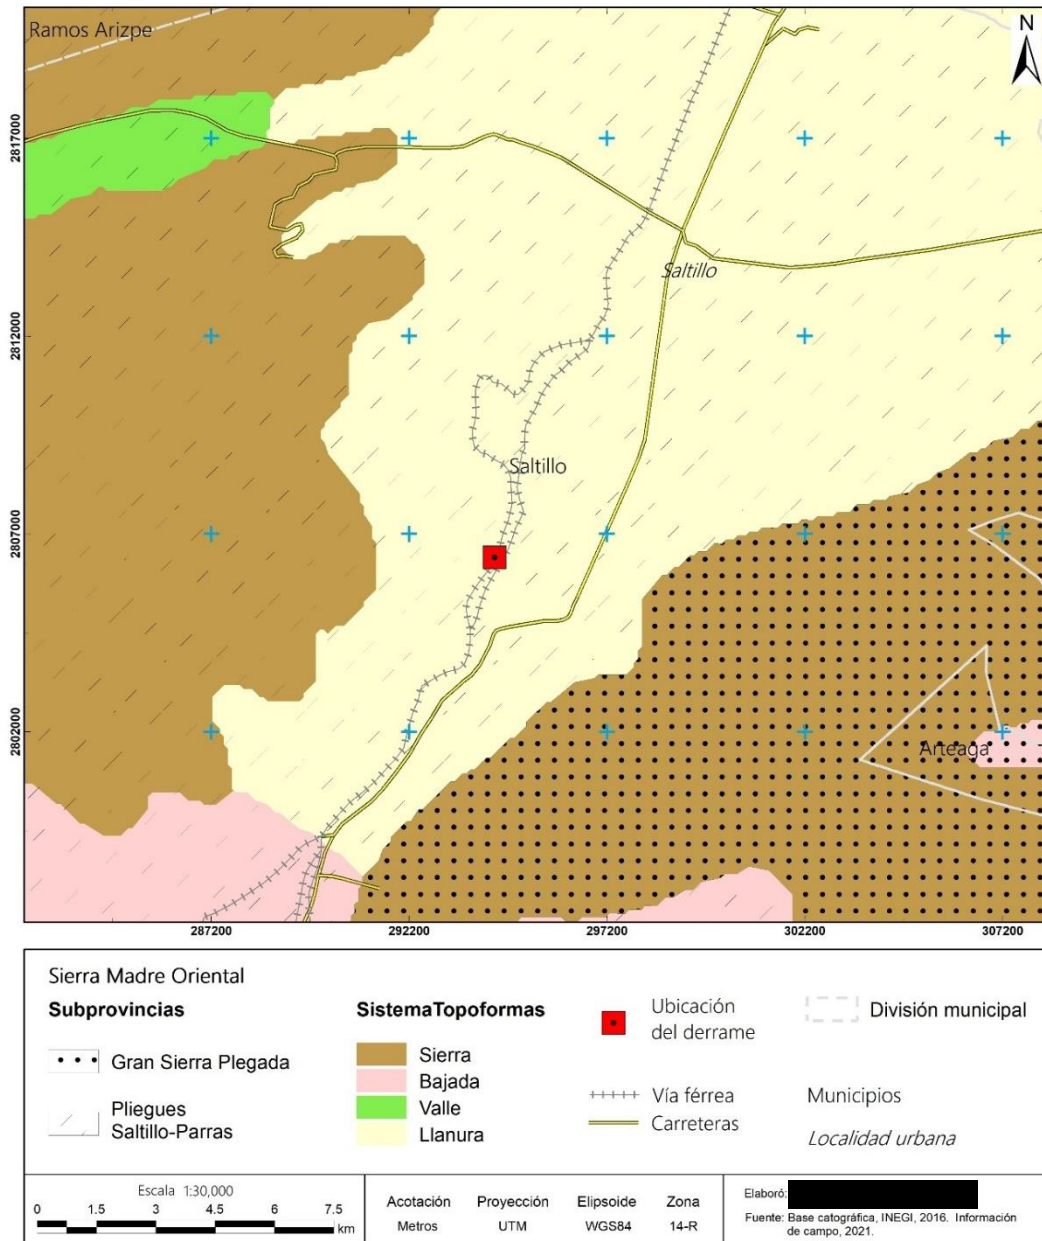 Ramos Arizpe
N
2817000
2812000
2807000
2802000
Saltillo
Saltillo
Arteaga
287200
292200
297200
302200
307200
Sierra Madre Oriental
Subprovincias
Gran Sierra Plegada
Pliegues
Saltillo-Parras
SistemaTopoformas
Sierra
Bajada
Valle
Llanura
Ubicación
del derrame
Vía férrea
Carreteras
División municipal
Municipios
Localidad urbana
Escala 1:30,000
0 1.5 3 4.5 6 7.5
km
Acotación Proyección Elipsoide Zona
Metros UTM WGS84 14-R
Elaboró:
Fuente: Base catográfica, INEGI, 2016. Información
de campo, 2021.